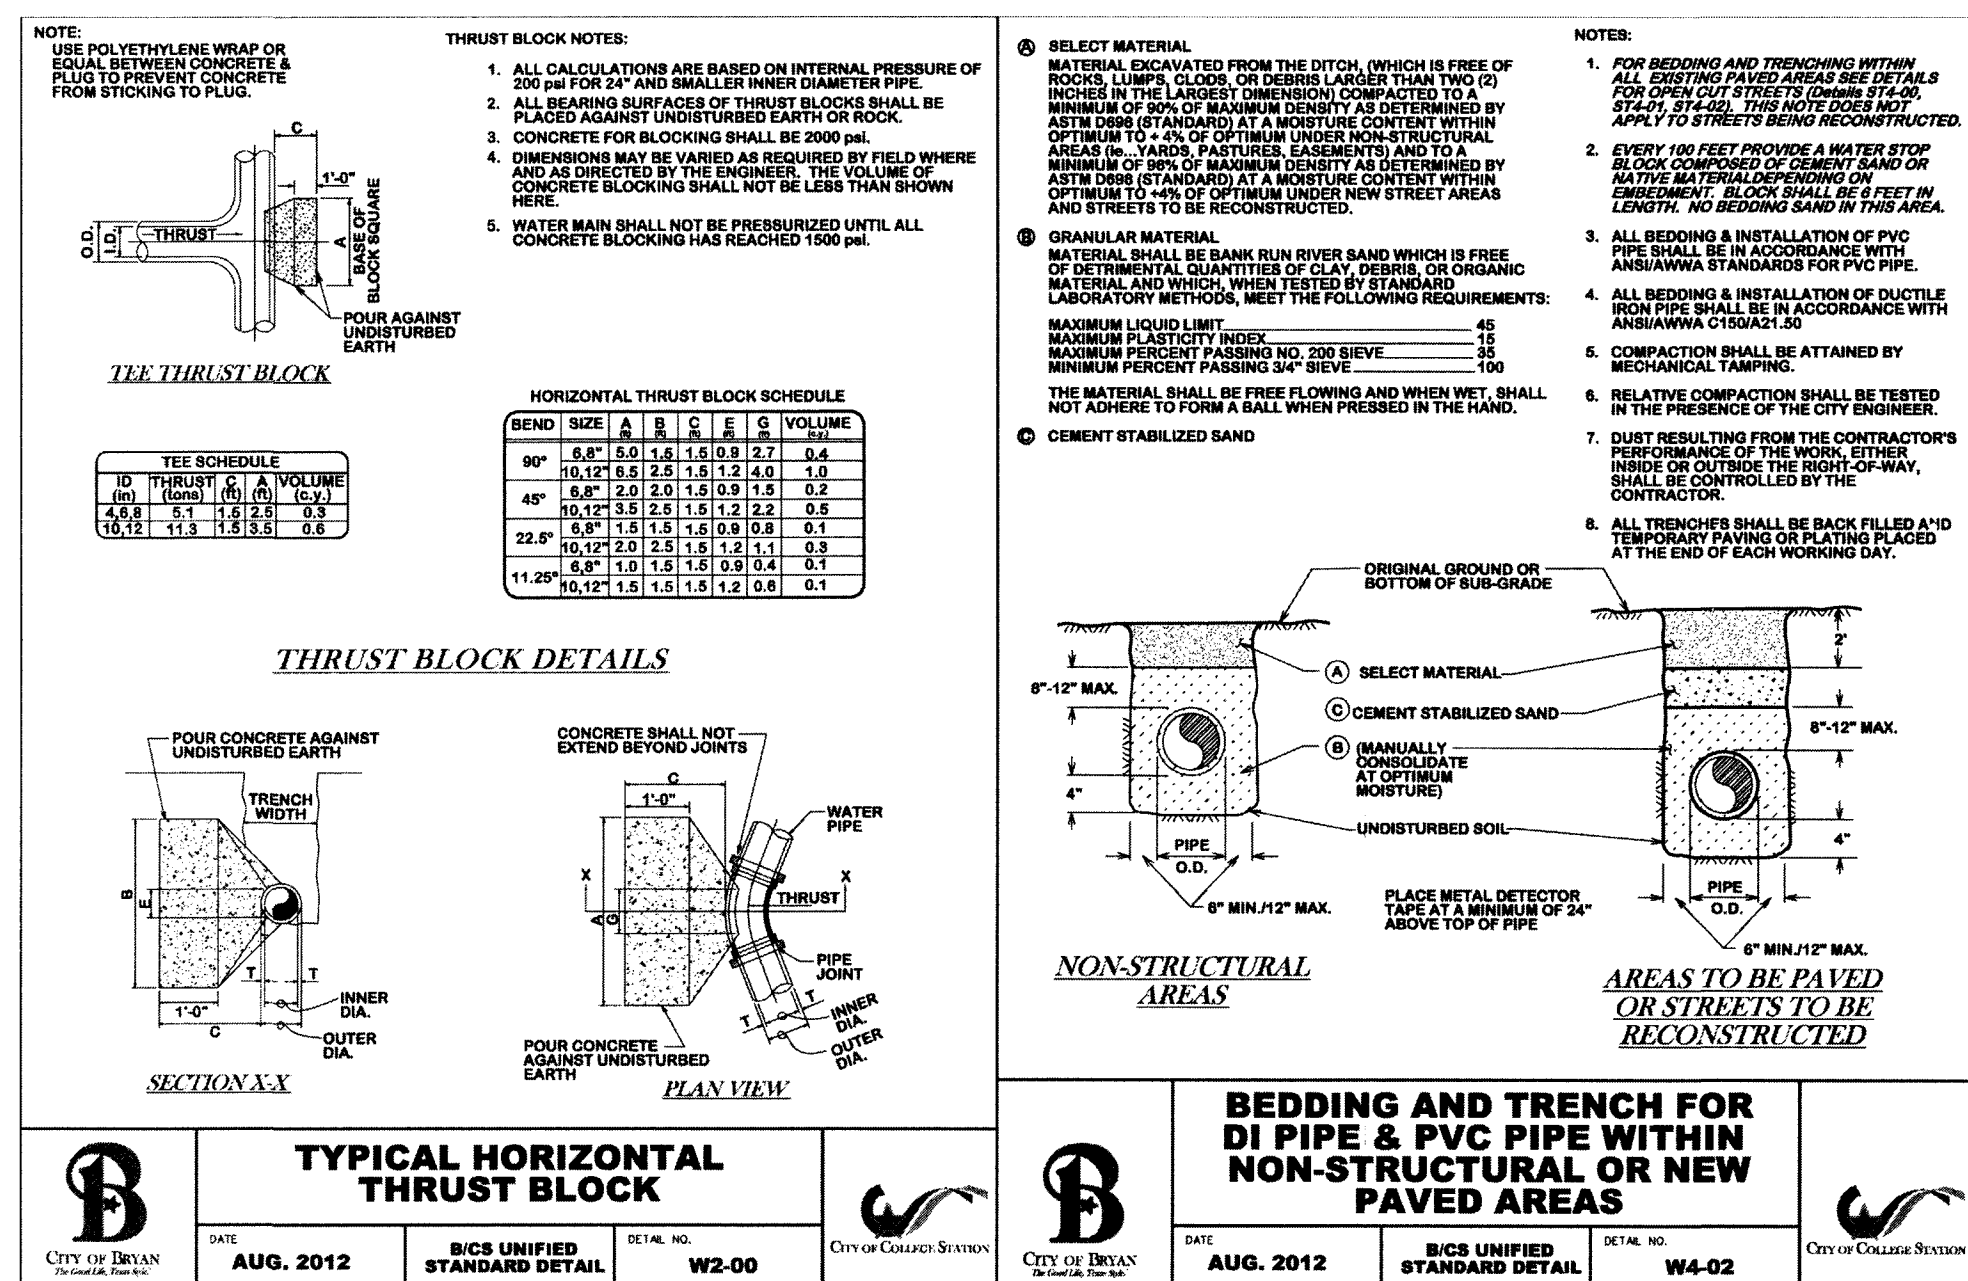 NOTE:
USE POLYETHYLENE WRAP OR
EQUAL BETWEEN CONCRETE &
PLUG TO PREVENT CONCRETE
FROM STICKING TO PLUG.
C
1'-0"
O.D.
I.D.
THRUST
A
BASE OF
BLOCK SQUARE
POUR AGAINST
UNDISTURBED
EARTH
TEE THRUST BLOCK
THRUST BLOCK NOTES:
1. ALL CALCULATIONS ARE BASED ON INTERNAL PRESSURE OF
200 psi FOR 24" AND SMALLER INNER DIAMETER PIPE.
2. ALL BEARING SURFACES OF THRUST BLOCKS SHALL BE
PLACED AGAINST UNDISTURBED EARTH OR ROCK.
3. CONCRETE FOR BLOCKING SHALL BE 2000 psi.
4. DIMENSIONS MAY BE VARIED AS REQUIRED BY FIELD WHERE
AND AS DIRECTED BY THE ENGINEER. THE VOLUME OF
CONCRETE BLOCKING SHALL NOT BE LESS THAN SHOWN
HERE.
5. WATER MAIN SHALL NOT BE PRESSURIZED UNTIL ALL
CONCRETE BLOCKING HAS REACHED 1500 psi.
TEE SCHEDULE
ID (in) THRUST (tons) C (ft) A (ft) VOLUME (c.y.)
4,6,8 5.1 1.5 2.5 0.3
10,12 11.3 1.5 3.5 0.6
HORIZONTAL THRUST BLOCK SCHEDULE
BEND SIZE A (ft) B (ft) C (ft) E (ft) G (ft) VOLUME (c.y.)
90° 6,8" 5.0 1.5 1.5 0.9 2.7 0.4
10,12" 6.5 2.5 1.5 1.2 4.0 1.0
45° 6,8" 2.0 2.0 1.5 0.9 1.5 0.2
10,12" 3.5 2.5 1.5 1.2 2.2 0.5
22.5° 6,8" 1.5 1.5 1.5 0.9 0.8 0.1
10,12" 2.0 2.5 1.5 1.2 1.1 0.3
11.25° 6,8" 1.0 1.5 1.5 0.9 0.4 0.1
10,12" 1.5 1.5 1.5 1.2 0.6 0.1
THRUST BLOCK DETAILS
POUR CONCRETE AGAINST
UNDISTURBED EARTH
TRENCH
WIDTH
B
E
T T
1'-0"
C
INNER
DIA.
OUTER
DIA.
SECTION X-X
CONCRETE SHALL NOT
EXTEND BEYOND JOINTS
C
1'-0"
WATER
PIPE
X X
THRUST
A
G
PIPE
JOINT
T T
INNER
DIA.
OUTER
DIA.
POUR CONCRETE
AGAINST UNDISTURBED
EARTH
PLAN VIEW
B
CITY OF BRYAN
The Good Life, Texas Style.
TYPICAL HORIZONTAL
THRUST BLOCK
DATE
AUG. 2012
B/CS UNIFIED
STANDARD DETAIL
DETAIL NO.
W2-00
CITY OF COLLEGE STATION
A SELECT MATERIAL
MATERIAL EXCAVATED FROM THE DITCH, (WHICH IS FREE OF
ROCKS, LUMPS, CLODS, OR DEBRIS LARGER THAN TWO (2)
INCHES IN THE LARGEST DIMENSION) COMPACTED TO A
MINIMUM OF 90% OF MAXIMUM DENSITY AS DETERMINED BY
ASTM D698 (STANDARD) AT A MOISTURE CONTENT WITHIN
OPTIMUM TO + 4% OF OPTIMUM UNDER NON-STRUCTURAL
AREAS (ie...YARDS, PASTURES, EASEMENTS) AND TO A
MINIMUM OF 98% OF MAXIMUM DENSITY AS DETERMINED BY
ASTM D698 (STANDARD) AT A MOISTURE CONTENT WITHIN
OPTIMUM TO +4% OF OPTIMUM UNDER NEW STREET AREAS
AND STREETS TO BE RECONSTRUCTED.
B GRANULAR MATERIAL
MATERIAL SHALL BE BANK RUN RIVER SAND WHICH IS FREE
OF DETRIMENTAL QUANTITIES OF CLAY, DEBRIS, OR ORGANIC
MATERIAL AND WHICH, WHEN TESTED BY STANDARD
LABORATORY METHODS, MEET THE FOLLOWING REQUIREMENTS:
MAXIMUM LIQUID LIMIT 45
MAXIMUM PLASTICITY INDEX 15
MAXIMUM PERCENT PASSING NO. 200 SIEVE 35
MINIMUM PERCENT PASSING 3/4" SIEVE 100
THE MATERIAL SHALL BE FREE FLOWING AND WHEN WET, SHALL
NOT ADHERE TO FORM A BALL WHEN PRESSED IN THE HAND.
C CEMENT STABILIZED SAND
NOTES:
1. FOR BEDDING AND TRENCHING WITHIN
ALL EXISTING PAVED AREAS SEE DETAILS
FOR OPEN CUT STREETS (Details ST4-00,
ST4-01, ST4-02). THIS NOTE DOES NOT
APPLY TO STREETS BEING RECONSTRUCTED.
2. EVERY 100 FEET PROVIDE A WATER STOP
BLOCK COMPOSED OF CEMENT SAND OR
NATIVE MATERIALDEPENDING ON
EMBEDMENT. BLOCK SHALL BE 6 FEET IN
LENGTH. NO BEDDING SAND IN THIS AREA.
3. ALL BEDDING & INSTALLATION OF PVC
PIPE SHALL BE IN ACCORDANCE WITH
ANSI/AWWA STANDARDS FOR PVC PIPE.
4. ALL BEDDING & INSTALLATION OF DUCTILE
IRON PIPE SHALL BE IN ACCORDANCE WITH
ANSI/AWWA C150/A21.50
5. COMPACTION SHALL BE ATTAINED BY
MECHANICAL TAMPING.
6. RELATIVE COMPACTION SHALL BE TESTED
IN THE PRESENCE OF THE CITY ENGINEER.
7. DUST RESULTING FROM THE CONTRACTOR'S
PERFORMANCE OF THE WORK, EITHER
INSIDE OR OUTSIDE THE RIGHT-OF-WAY,
SHALL BE CONTROLLED BY THE
CONTRACTOR.
8. ALL TRENCHES SHALL BE BACK FILLED AND
TEMPORARY PAVING OR PLATING PLACED
AT THE END OF EACH WORKING DAY.
ORIGINAL GROUND OR
BOTTOM OF SUB-GRADE
8"-12" MAX.
4"
PIPE
O.D.
6" MIN./12" MAX.
A SELECT MATERIAL
C CEMENT STABILIZED SAND
B (MANUALLY
CONSOLIDATE
AT OPTIMUM
MOISTURE)
UNDISTURBED SOIL
PLACE METAL DETECTOR
TAPE AT A MINIMUM OF 24"
ABOVE TOP OF PIPE
2'
8"-12" MAX.
4"
PIPE
O.D.
6" MIN./12" MAX.
NON-STRUCTURAL
AREAS
AREAS TO BE PAVED
OR STREETS TO BE
RECONSTRUCTED
B
CITY OF BRYAN
The Good Life, Texas Style.
BEDDING AND TRENCH FOR
DI PIPE & PVC PIPE WITHIN
NON-STRUCTURAL OR NEW
PAVED AREAS
DATE
AUG. 2012
B/CS UNIFIED
STANDARD DETAIL
DETAIL NO.
W4-02
CITY OF COLLEGE STATION